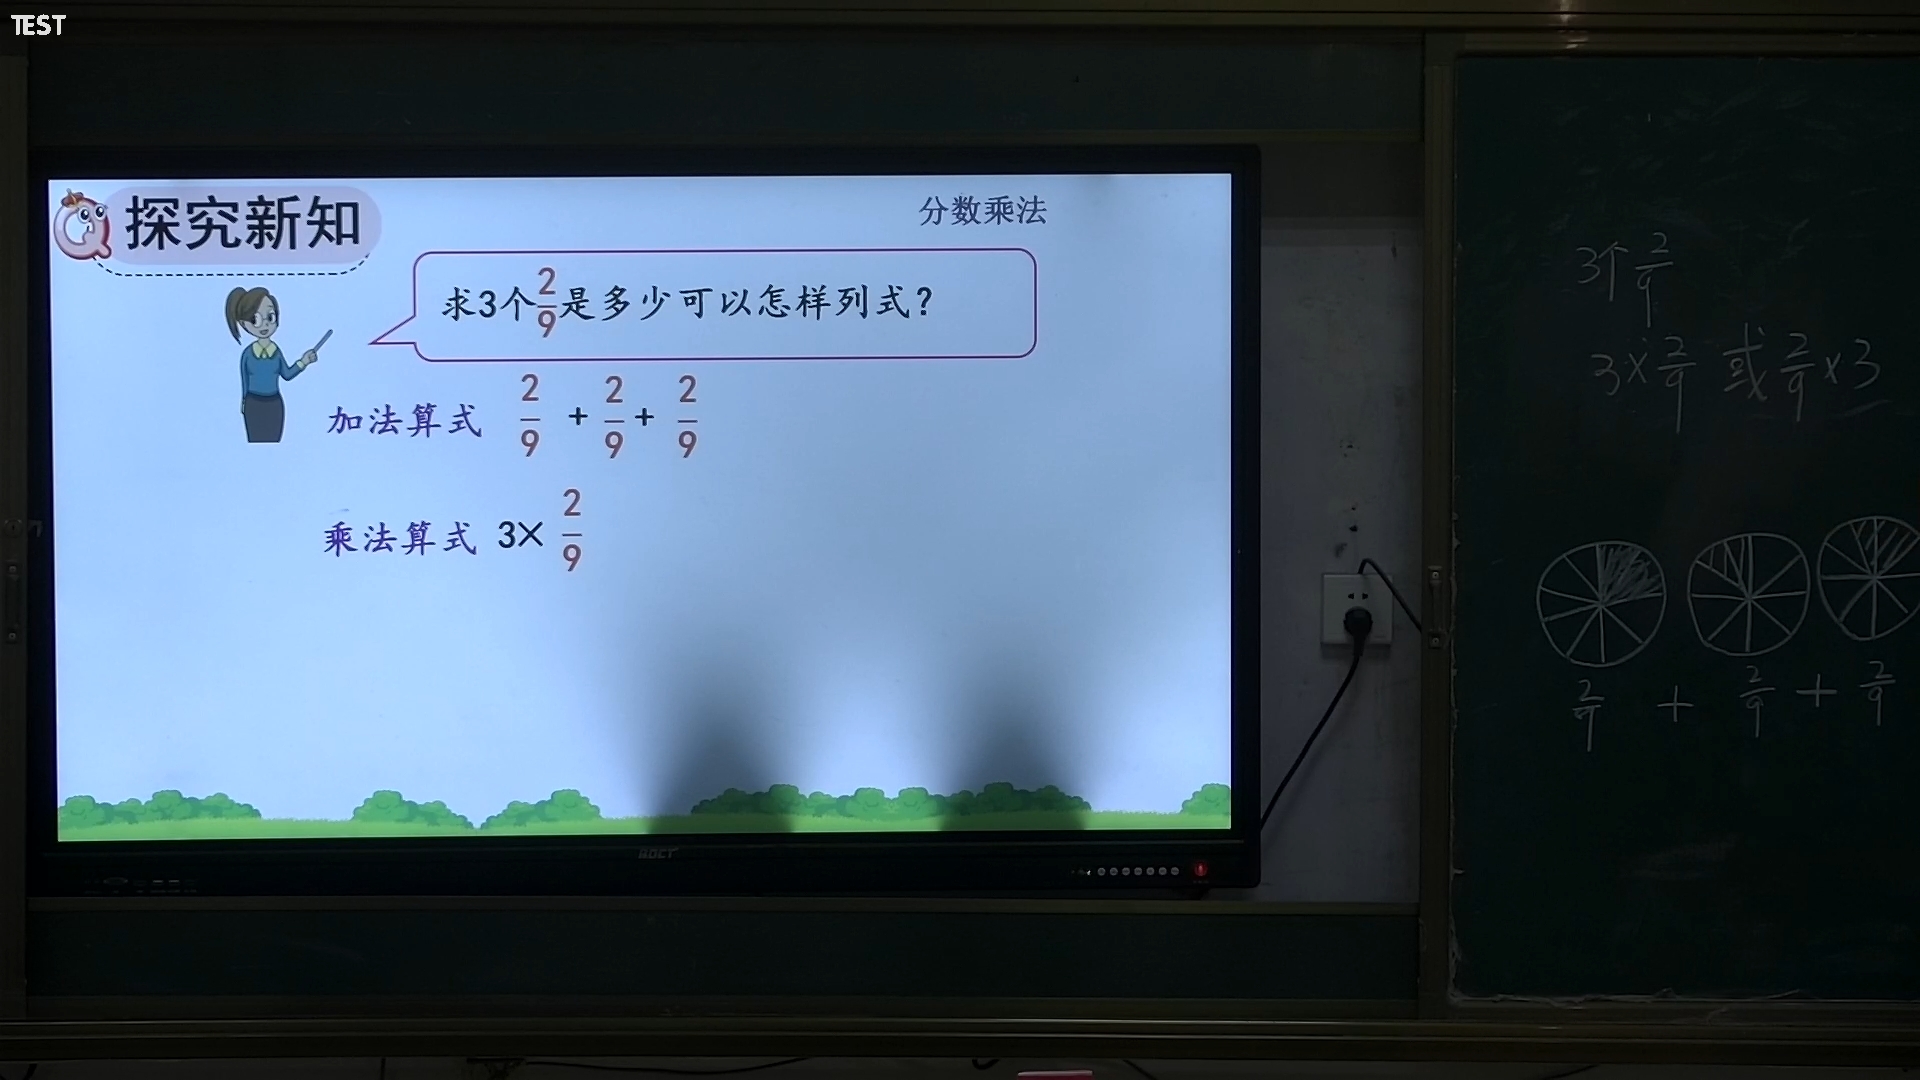 TEST
探究新知
分数乘法
求3个2/9是多少可以怎样列式？
加法算式 2/9 + 2/9 + 2/9
乘法算式 3× 2/9
3个 2/9
3×2/9 或 2/9×3
2/9 + 2/9 + 2/9